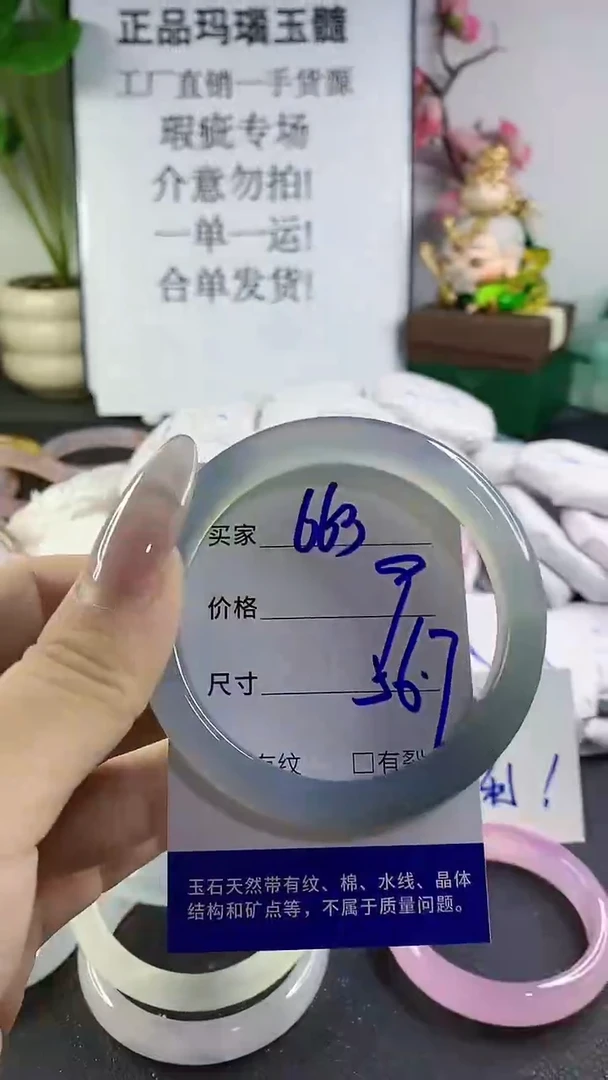 正品玛瑙玉髓
工厂直销一手货源
瑕疵专场
介意勿拍!
一单一运!
合单发货!
买家 663
价格
尺寸 56.7
有纹 □有裂
！
玉石天然带有纹、棉、水线、晶体
结构和矿点等，不属于质量问题。